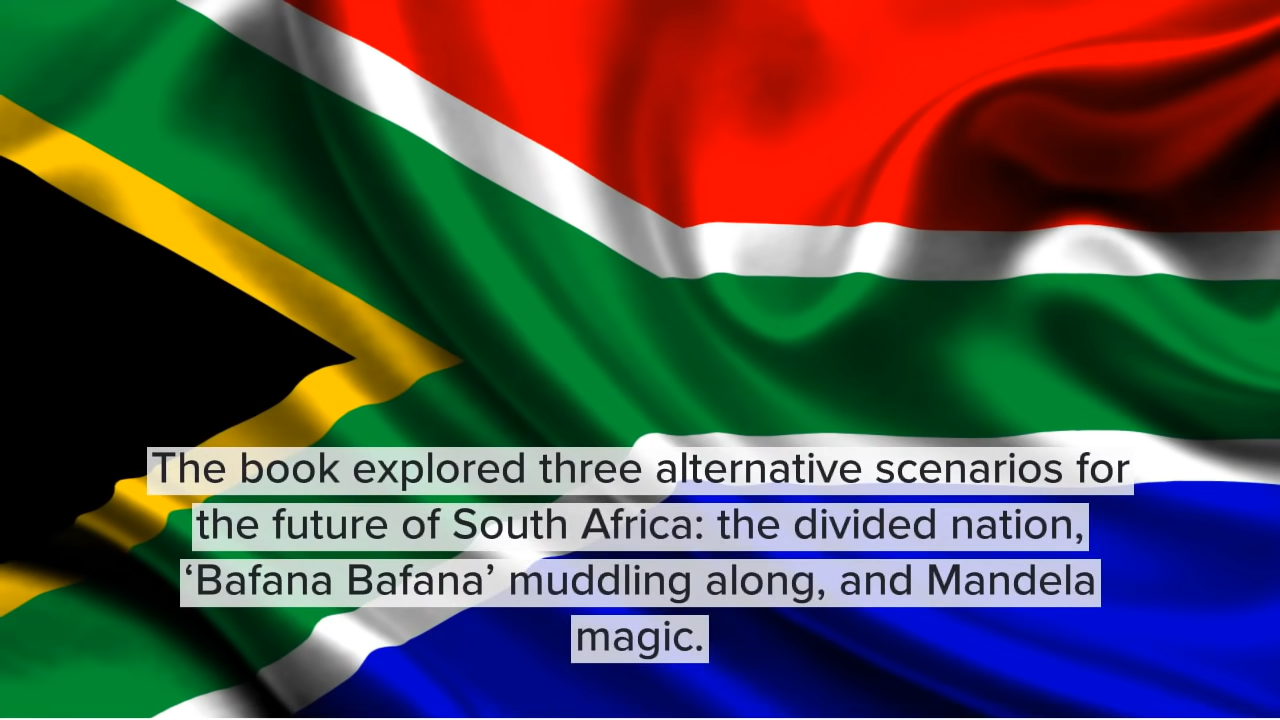 The book explored three alternative scenarios for
the future of South Africa: the divided nation,
‘Bafana Bafana’ muddling along, and Mandela
magic.